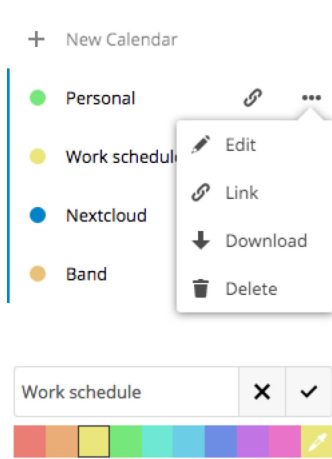 New Calendar
Personal
Edit
Work schedul
Link
Nextcloud
Download
Band
Delete
Work schedule